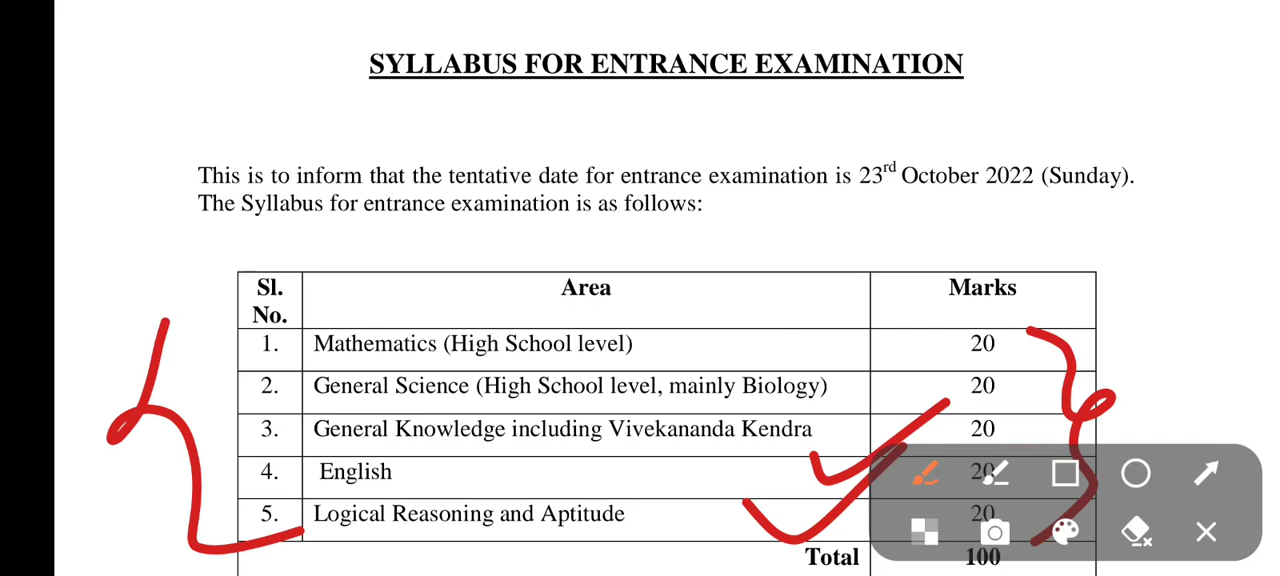 SYLLABUS FOR ENTRANCE EXAMINATION
This is to inform that the tentative date for entrance examination is 23rd October 2022 (Sunday).
The Syllabus for entrance examination is as follows:
Sl. No. Area Marks
1. Mathematics (High School level) 20
2. General Science (High School level, mainly Biology) 20
3. General Knowledge including Vivekananda Kendra 20
4. English 20
5. Logical Reasoning and Aptitude 20
Total 100